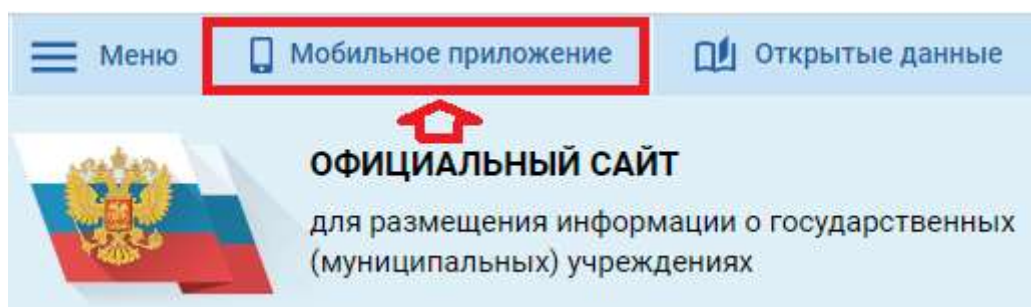 Меню Мобильное приложение Открытые данные
ОФИЦИАЛЬНЫЙ САЙТ
для размещения информации о государственных
(муниципальных) учреждениях